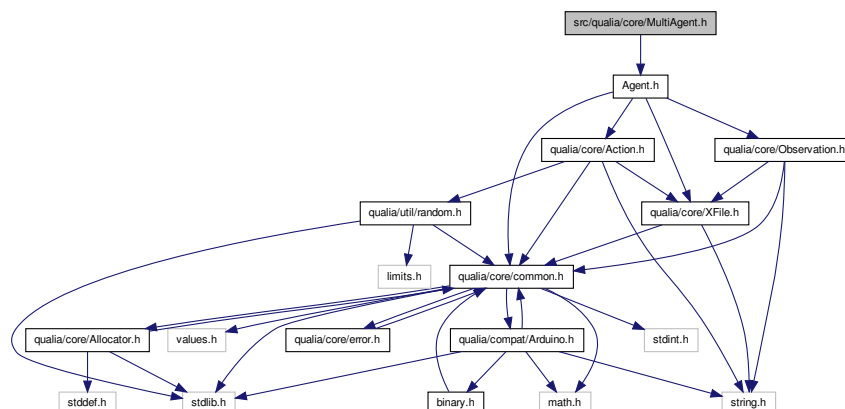 src/qualia/core/MultiAgent.h
Agent.h
qualia/core/Action.h
qualia/core/Observation.h
qualia/util/random.h
qualia/core/XFile.h
limits.h
qualia/core/common.h
qualia/core/Allocator.h
values.h
qualia/core/error.h
qualia/compat/Arduino.h
stdint.h
stddef.h
stdlib.h
binary.h
math.h
string.h